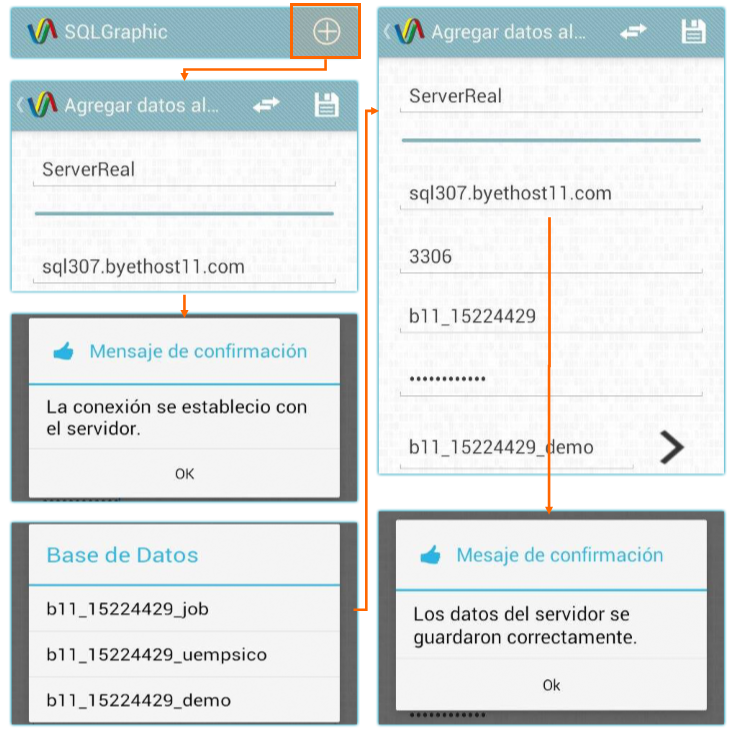 SQLGraphic
Agregar datos al...
ServerReal
sql307.byethost11.com
Mensaje de confirmación
La conexión se establecio con
el servidor.
OK
Base de Datos
b11_15224429_job
b11_15224429_uempsico
b11_15224429_demo
Agregar datos al...
ServerReal
sql307.byethost11.com
3306
b11_15224429
••••••••••••
b11_15224429_demo
Mesaje de confirmación
Los datos del servidor se
guardaron correctamente.
Ok